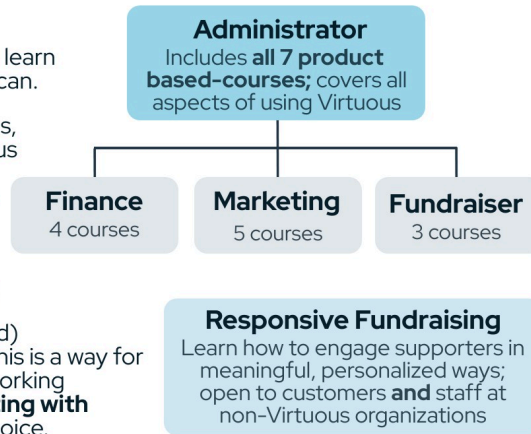 Administrator
Includes all 7 product
based-courses; covers all
aspects of using Virtuous
learn
can.
s,
us
Finance
4 courses
Marketing
5 courses
Fundraiser
3 courses
Responsive Fundraising
Learn how to engage supporters in
meaningful, personalized ways;
open to customers and staff at
non-Virtuous organizations
d)
his is a way for
orking
ing with
oice.